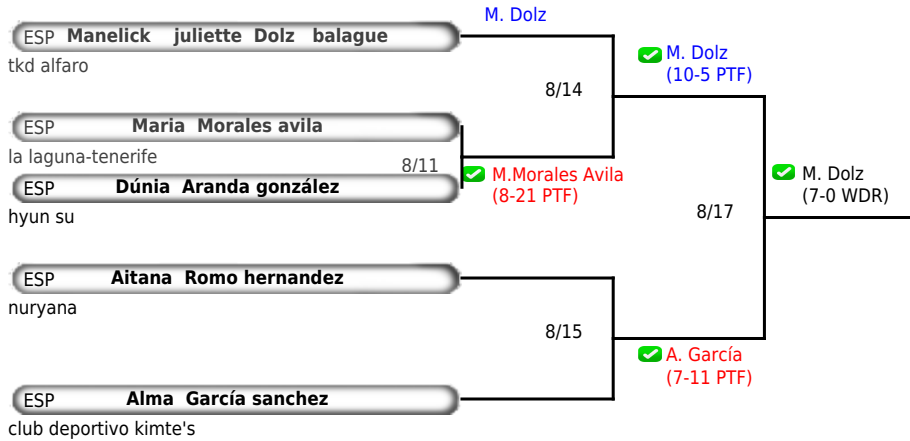 M. Dolz
ESP Manelick juliette Dolz balague
tkd alfaro
M. Dolz
(10-5 PTF)
8/14
ESP Maria Morales avila
la laguna-tenerife
8/11
M.Morales Avila
(8-21 PTF)
ESP Dúnia Aranda gonzález
hyun su
M. Dolz
(7-0 WDR)
8/17
ESP Aitana Romo hernandez
nuryana
8/15
A. García
(7-11 PTF)
ESP Alma García sanchez
club deportivo kimte's